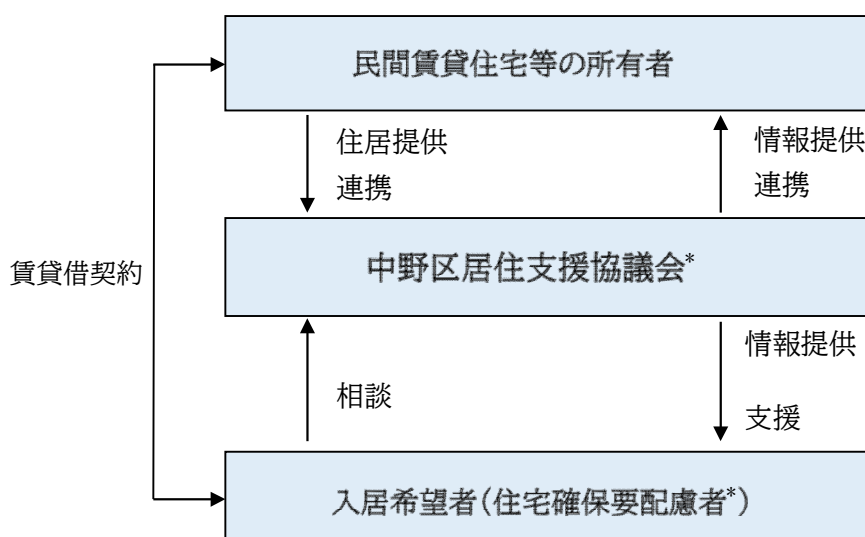 民間賃貸住宅等の所有者
住居提供
連携
情報提供
連携
中野区居住支援協議会*
賃貸借契約
情報提供
相談
支援
入居希望者(住宅確保要配慮者*)